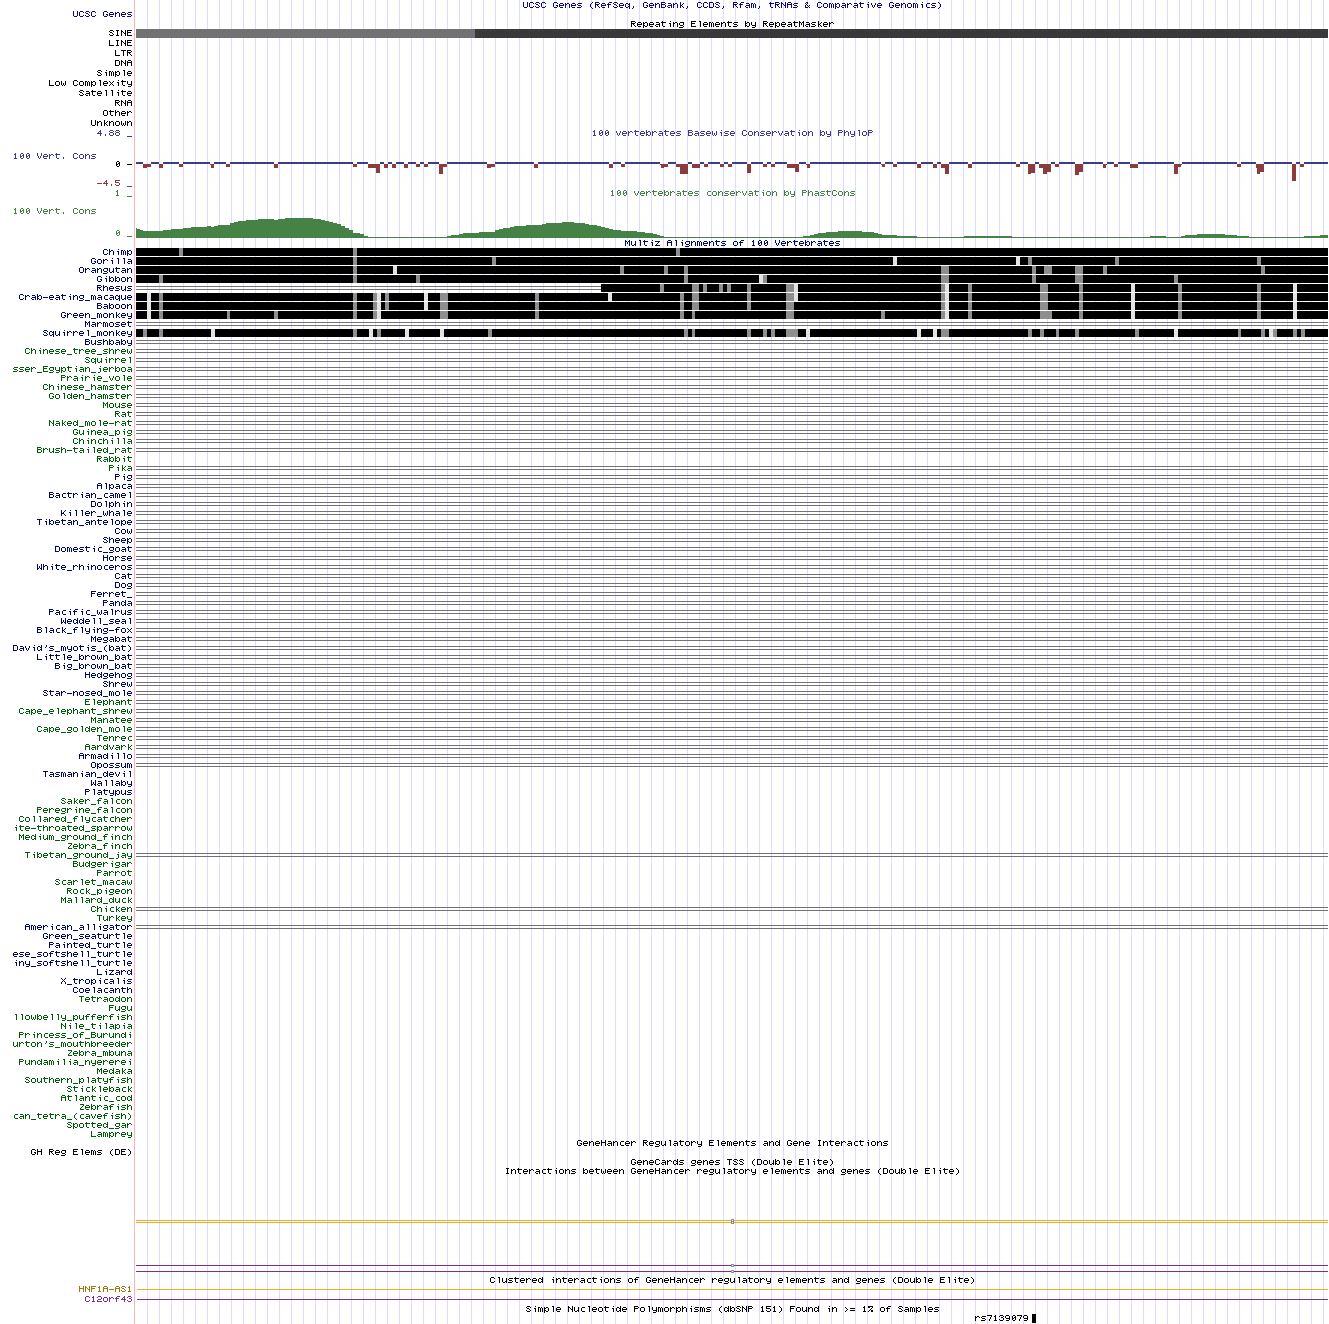 UCSC Genes (RefSeq, GenBank, CCDS, Rfam, tRNAs & Comparative Genomics)
UCSC Genes
Repeating Elements by RepeatMasker
SINE
LINE
LTR
DNA
Simple
Low Complexity
Satellite
RNA
Other
Unknown
4.88 _
100 vertebrates Basewise Conservation by PhyloP
100 Vert. Cons
0 -
-4.5 _
1 _
100 vertebrates conservation by PhastCons
100 Vert. Cons
0 _
Multiz Alignments of 100 Vertebrates
Chimp
Gorilla
Orangutan
Gibbon
Rhesus
Crab-eating_macaque
Baboon
Green_monkey
Marmoset
Squirrel_monkey
Bushbaby
Chinese_tree_shrew
Squirrel
sser_Egyptian_jerboa
Prairie_vole
Chinese_hamster
Golden_hamster
Mouse
Rat
Naked_mole-rat
Guinea_pig
Chinchilla
Brush-tailed_rat
Rabbit
Pika
Pig
Alpaca
Bactrian_camel
Dolphin
Killer_whale
Tibetan_antelope
Cow
Sheep
Domestic_goat
Horse
White_rhinoceros
Cat
Dog
Ferret_
Panda
Pacific_walrus
Weddell_seal
Black_flying-fox
Megabat
David's_myotis_(bat)
Little_brown_bat
Big_brown_bat
Hedgehog
Shrew
Star-nosed_mole
Elephant
Cape_elephant_shrew
Manatee
Cape_golden_mole
Tenrec
Aardvark
Armadillo
Opossum
Tasmanian_devil
Wallaby
Platypus
Saker_falcon
Peregrine_falcon
Collared_flycatcher
ite-throated_sparrow
Medium_ground_finch
Zebra_finch
Tibetan_ground_jay
Budgerigar
Parrot
Scarlet_macaw
Rock_pigeon
Mallard_duck
Chicken
Turkey
American_alligator
Green_seaturtle
Painted_turtle
ese_softshell_turtle
iny_softshell_turtle
Lizard
X_tropicalis
Coelacanth
Tetraodon
Fugu
llowbelly_pufferfish
Nile_tilapia
Princess_of_Burundi
urton's_mouthbreeder
Zebra_mbuna
Pundamilia_nyererei
Medaka
Southern_platyfish
Stickleback
Atlantic_cod
Zebrafish
can_tetra_(cavefish)
Spotted_gar
Lamprey
GeneHancer Regulatory Elements and Gene Interactions
GH Reg Elems (DE)
GeneCards genes TSS (Double Elite)
Interactions between GeneHancer regulatory elements and genes (Double Elite)
Clustered interactions of GeneHancer regulatory elements and genes (Double Elite)
HNF1A-AS1
C12orf43
Simple Nucleotide Polymorphisms (dbSNP 151) Found in >= 1% of Samples
rs7139079